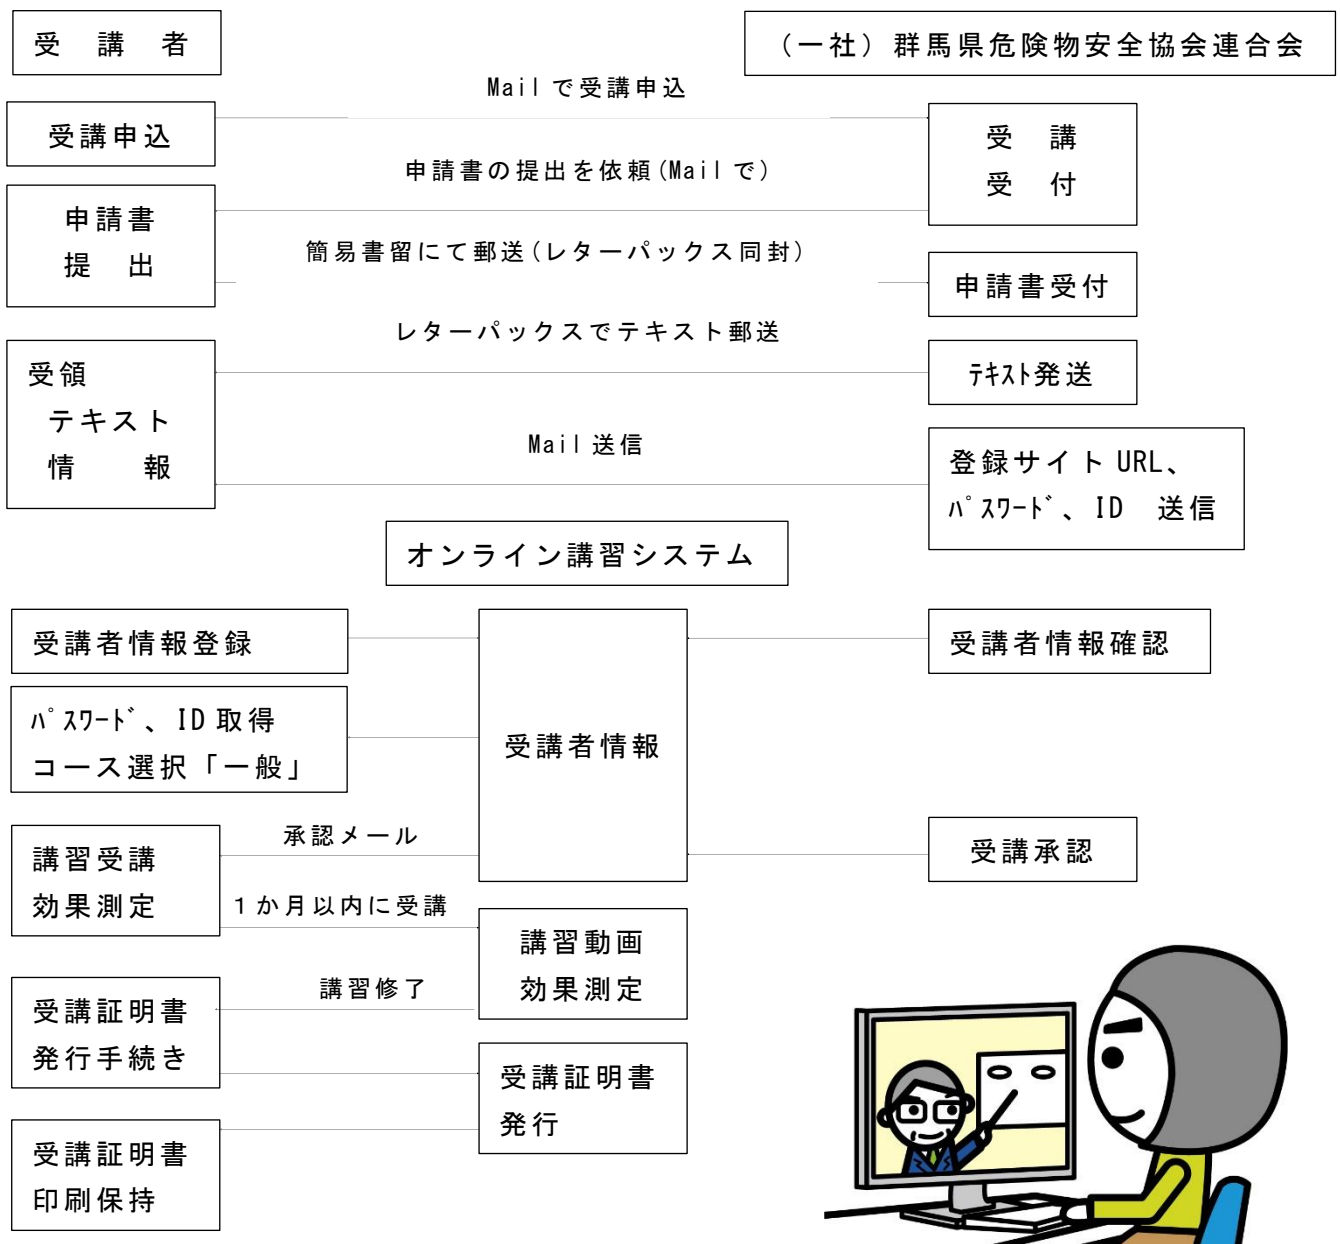 受　講　者
（一社）群馬県危険物安全協会連合会
Mail で受講申込
受講申込
受　講
受　付
申請書の提出を依頼(Mail で)
申請書
提　出
簡易書留にて郵送(レターパックス同封)
申請書受付
レターパックスでテキスト郵送
受領
テキスト
情　　報
ﾃｷｽﾄ発送
Mail 送信
登録サイト URL、
ﾊﾟｽﾜｰﾄﾞ、ID　送信
オンライン講習システム
受講者情報登録
受講者情報確認
ﾊﾟｽﾜｰﾄﾞ、ID 取得
コース選択「一般」
受講者情報
承認メール
講習受講
効果測定
受講承認
１か月以内に受講
講習動画
効果測定
講習修了
受講証明書
発行手続き
受講証明書
発行
受講証明書
印刷保持